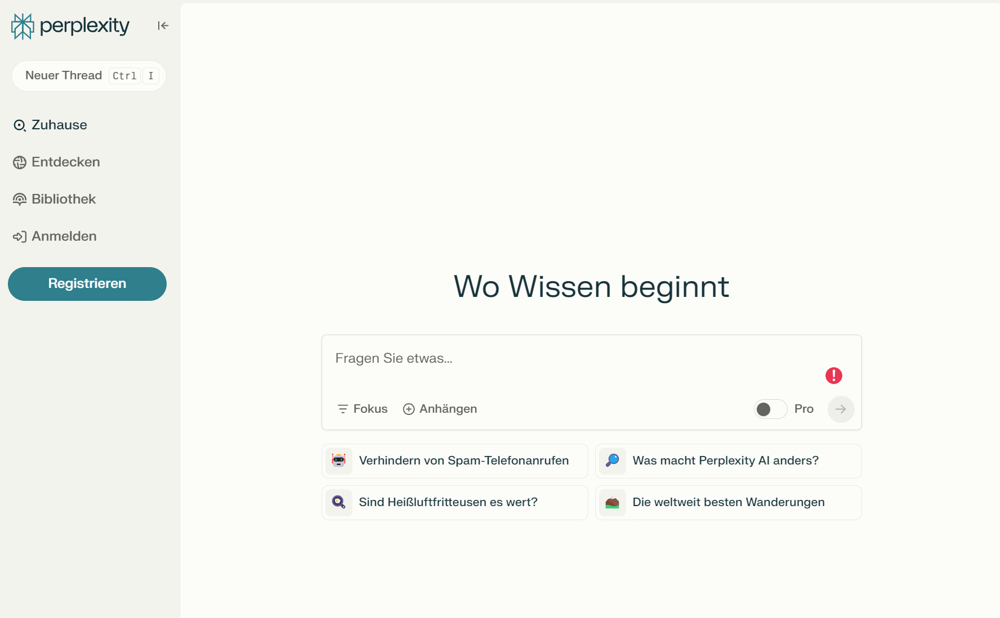 perplexity
Neuer Thread Ctrl I
Zuhause
Entdecken
Bibliothek
Anmelden
Registrieren
Wo Wissen beginnt
Fragen Sie etwas...
Fokus Anhängen Pro
Verhindern von Spam-Telefonanrufen
Was macht Perplexity AI anders?
Sind Heißluftfritteusen es wert?
Die weltweit besten Wanderungen